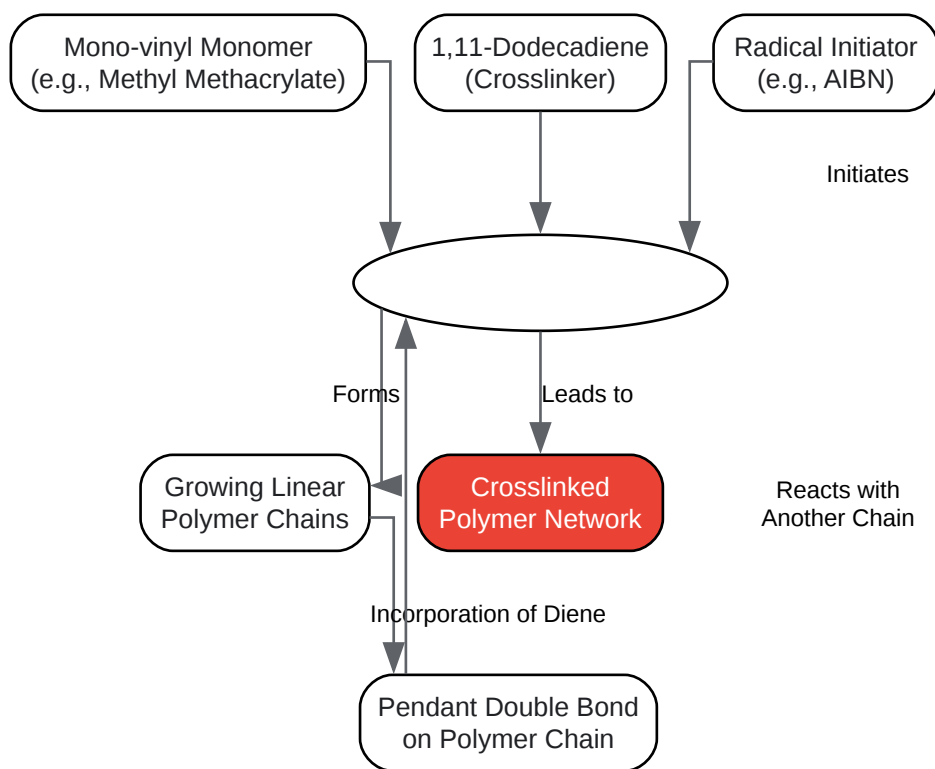 Mono-vinyl Monomer
(e.g., Methyl Methacrylate)
1,11-Dodecadiene
(Crosslinker)
Radical Initiator
(e.g., AIBN)
Initiates
Forms
Leads to
Growing Linear
Polymer Chains
Crosslinked
Polymer Network
Reacts with
Another Chain
Incorporation of Diene
Pendant Double Bond
on Polymer Chain